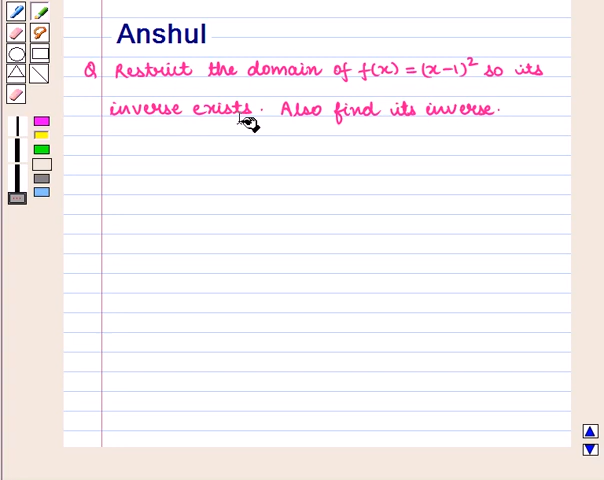 Anshul
Q Restrict the domain of f(x) = (x-1)² so its
inverse exists. Also find its inverse.